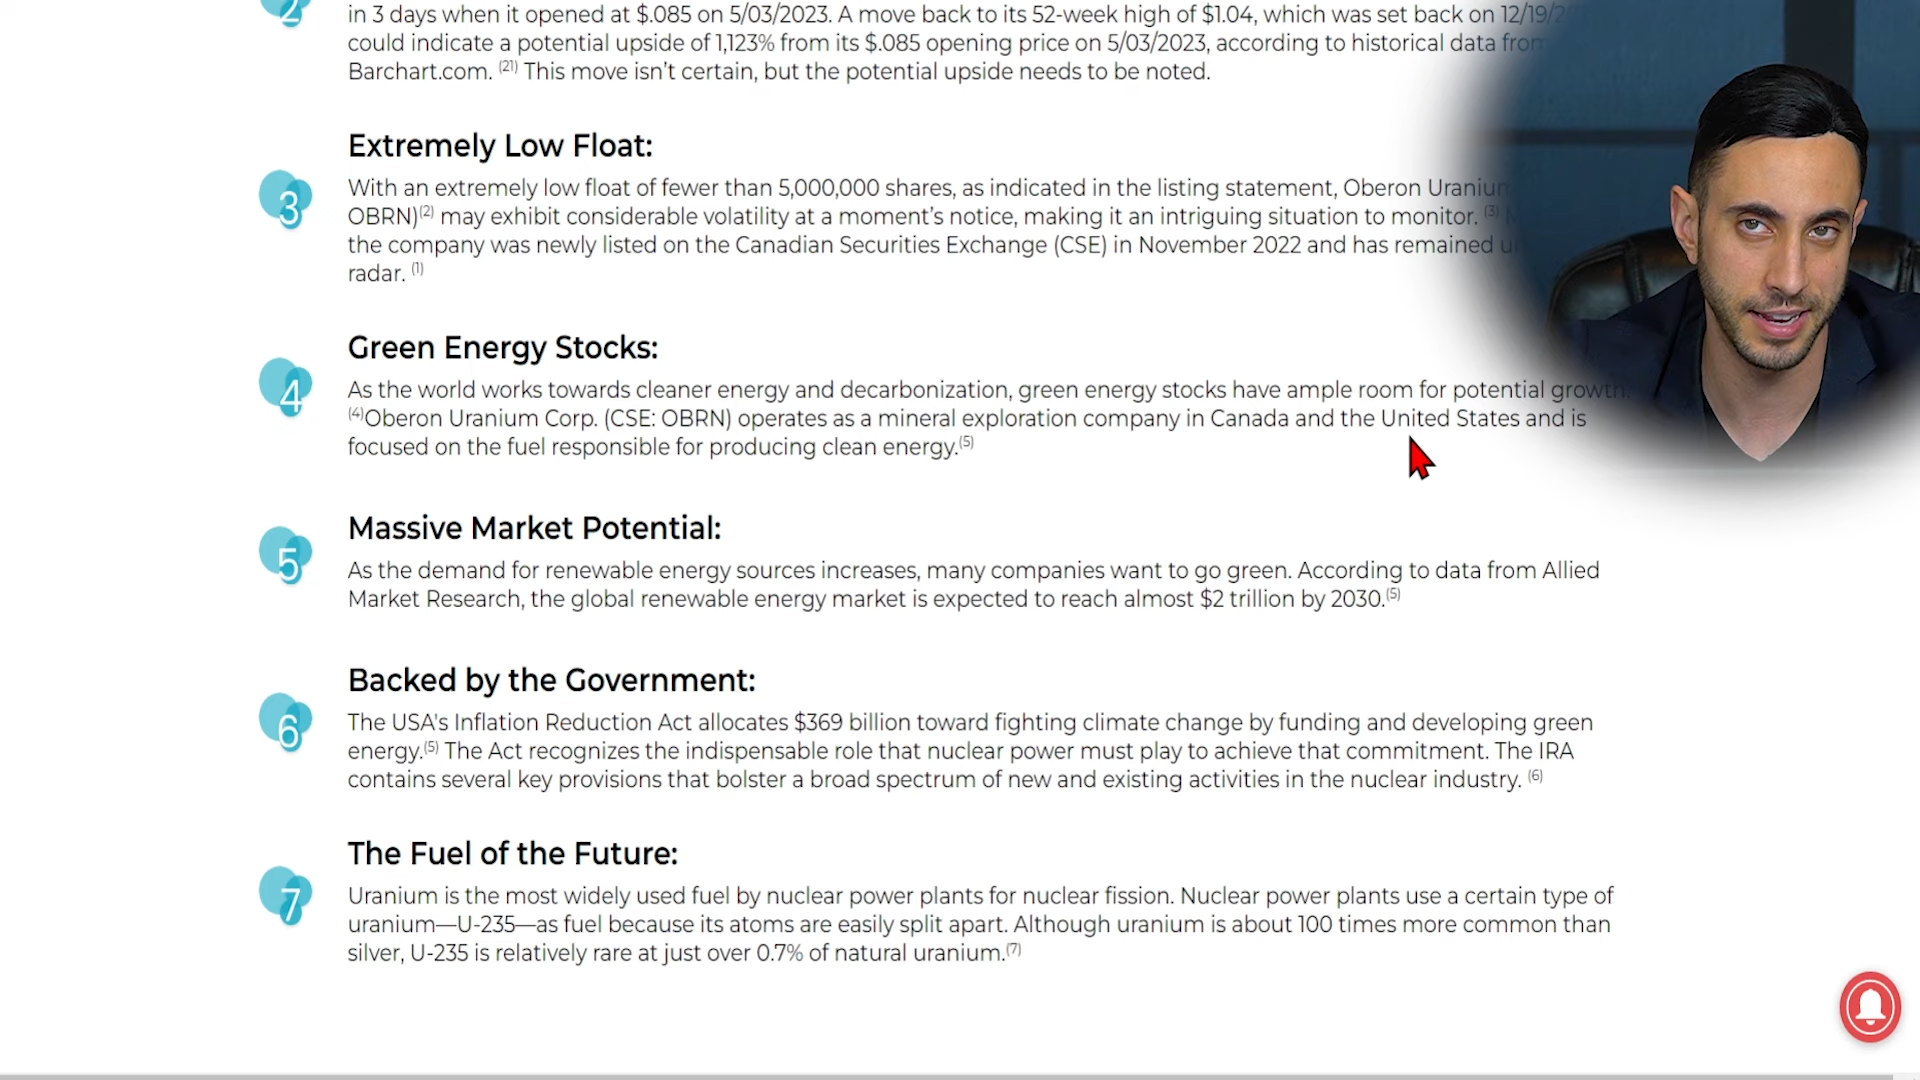 2
in 3 days when it opened at $.085 on 5/03/2023. A move back to its 52-week high of $1.04, which was set back on 12/19/2
could indicate a potential upside of 1,123% from its $.085 opening price on 5/03/2023, according to historical data from
Barchart.com. (21) This move isn't certain, but the potential upside needs to be noted.
Extremely Low Float:
3
With an extremely low float of fewer than 5,000,000 shares, as indicated in the listing statement, Oberon Uranium
OBRN)(2) may exhibit considerable volatility at a moment's notice, making it an intriguing situation to monitor. (3)
the company was newly listed on the Canadian Securities Exchange (CSE) in November 2022 and has remained
radar. (1)
Green Energy Stocks:
4
As the world works towards cleaner energy and decarbonization, green energy stocks have ample room for potential growth.
(4)Oberon Uranium Corp. (CSE: OBRN) operates as a mineral exploration company in Canada and the United States and is
focused on the fuel responsible for producing clean energy.(5)
Massive Market Potential:
5
As the demand for renewable energy sources increases, many companies want to go green. According to data from Allied
Market Research, the global renewable energy market is expected to reach almost $2 trillion by 2030.(5)
Backed by the Government:
6
The USA's Inflation Reduction Act allocates $369 billion toward fighting climate change by funding and developing green
energy.(5) The Act recognizes the indispensable role that nuclear power must play to achieve that commitment. The IRA
contains several key provisions that bolster a broad spectrum of new and existing activities in the nuclear industry. (6)
The Fuel of the Future:
7
Uranium is the most widely used fuel by nuclear power plants for nuclear fission. Nuclear power plants use a certain type of
uranium—U-235—as fuel because its atoms are easily split apart. Although uranium is about 100 times more common than
silver, U-235 is relatively rare at just over 0.7% of natural uranium.(7)